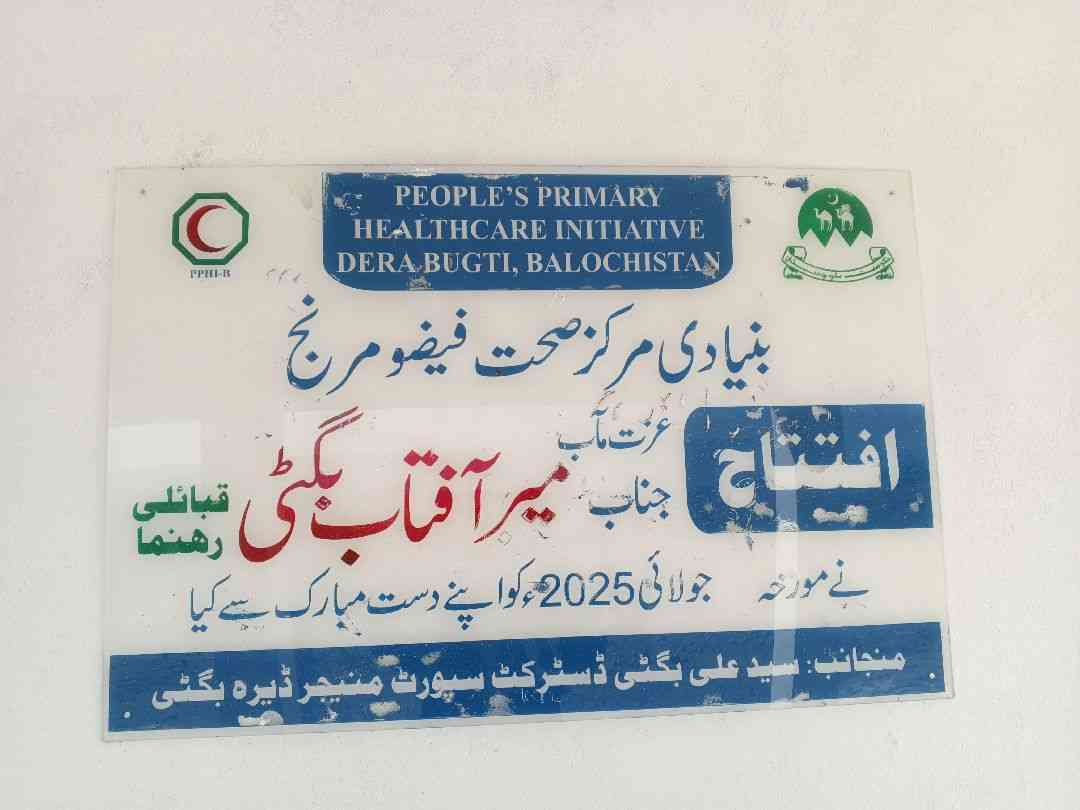 PEOPLE'S PRIMARY
HEALTHCARE INITIATIVE
DERA BUGTI, BALOCHISTAN
PPHI-B
بنیادی مرکز صحت فیضو مرنج
افتتاح
عزت مآب
جناب
میر آفتاب بگٹی
قبائلی
رھنما
نے مورخہ جولائی 2025ء کو اپنے دست مبارک سے کیا
منجانب: سید علی بگٹی ڈسٹرکٹ سپورٹ منیجر ڈیرہ بگٹی